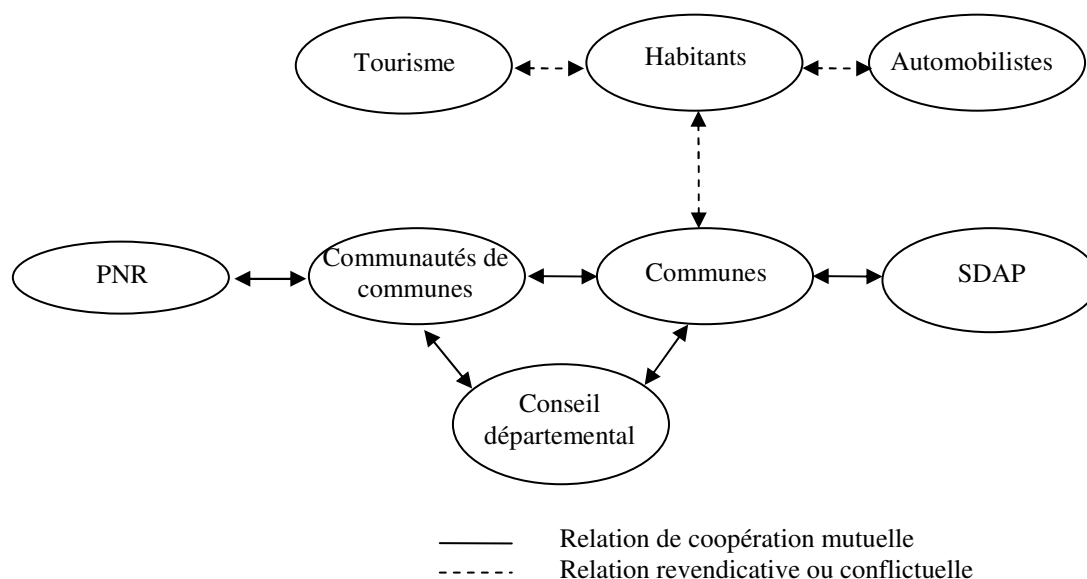 Tourisme
Habitants
Automobilistes
PNR
Communautés de
communes
Communes
SDAP
Conseil
départemental
Relation de coopération mutuelle
Relation revendicative ou conflictuelle